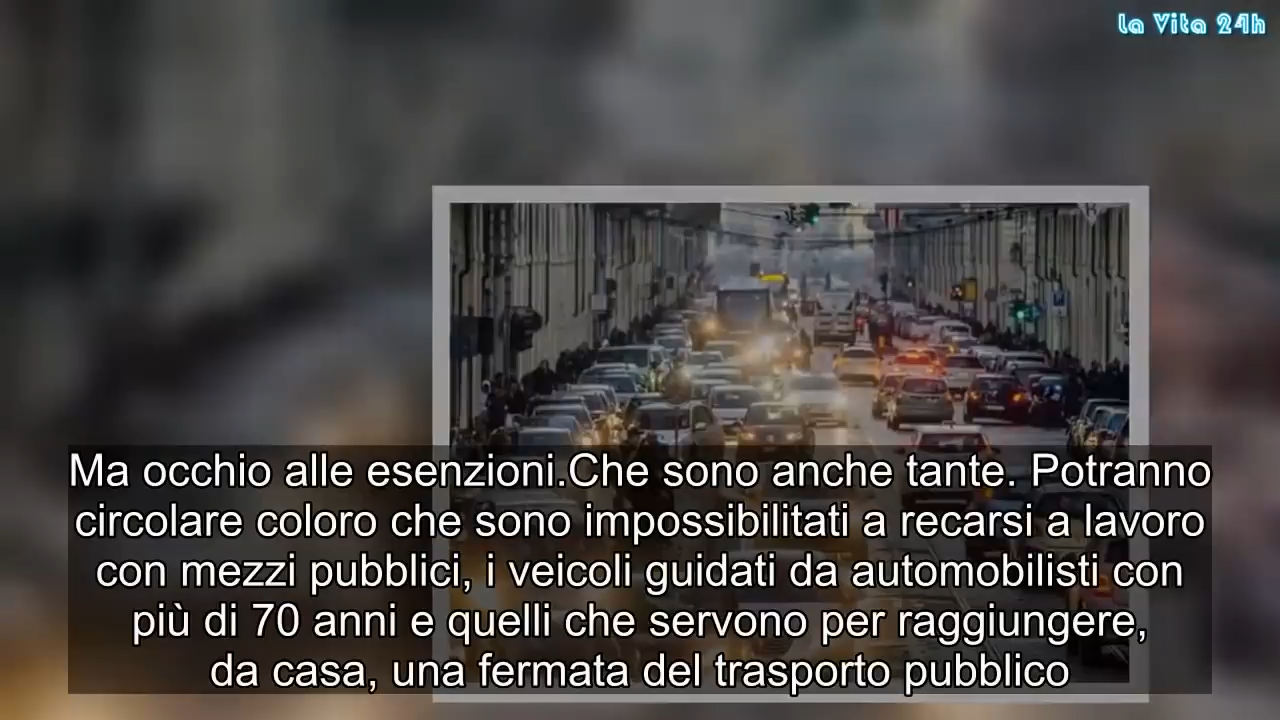 La Vita 24h
Ma occhio alle esenzioni.Che sono anche tante. Potranno
circolare coloro che sono impossibilitati a recarsi a lavoro
con mezzi pubblici, i veicoli guidati da automobilisti con
più di 70 anni e quelli che servono per raggiungere,
da casa, una fermata del trasporto pubblico